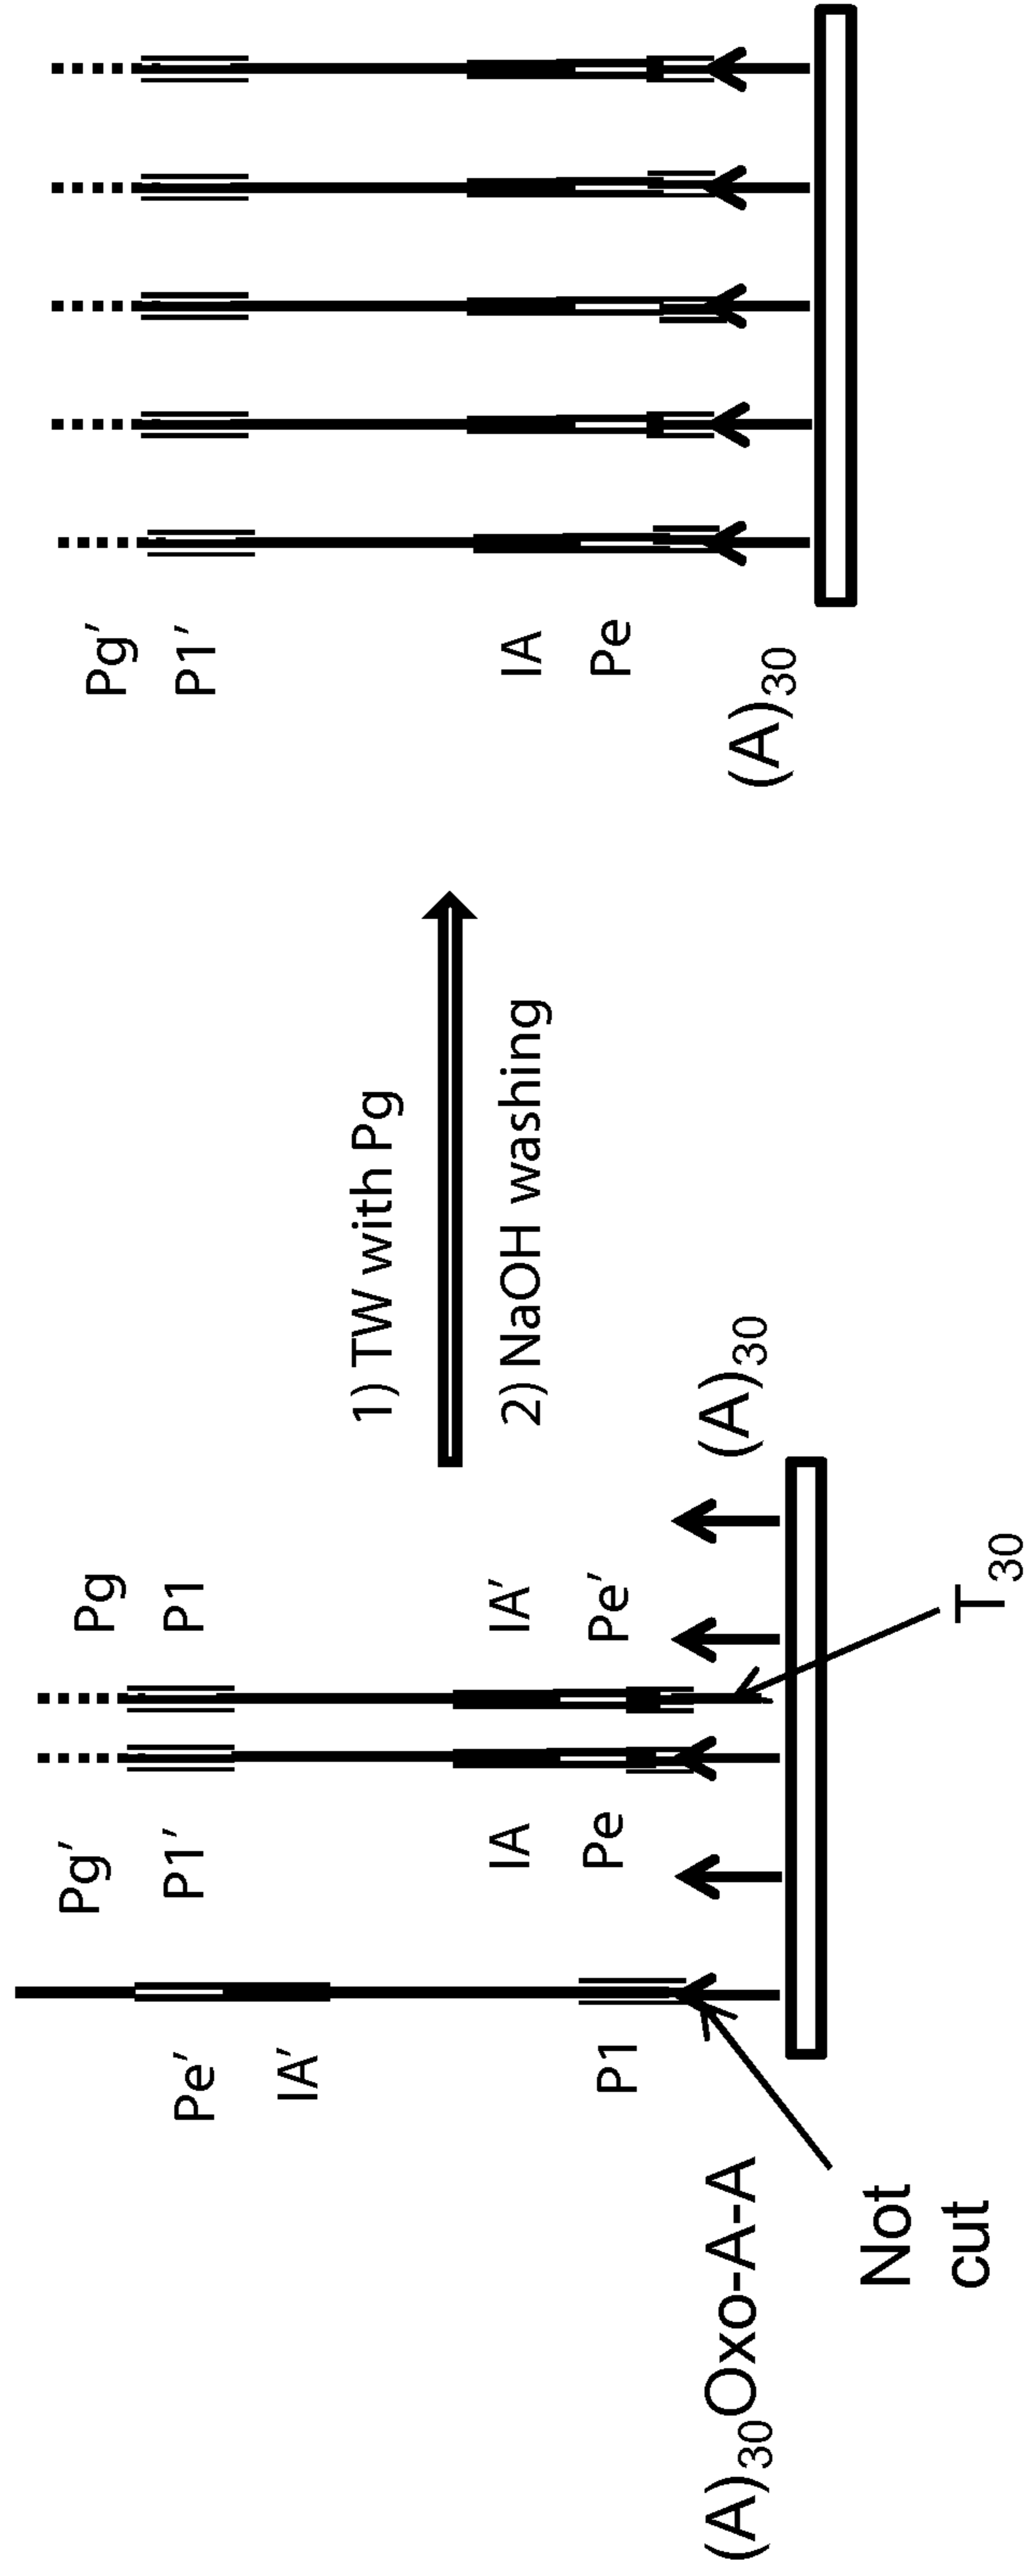 Pe′
IA′
P1
(A)30Oxo-A-A
Not
cut
Pg′
P1′
IA
Pe
Pg
P1
IA′
Pe′
(A)30
T30
1) TW with Pg
2) NaOH washing
Pg′
P1′
IA
Pe
(A)30